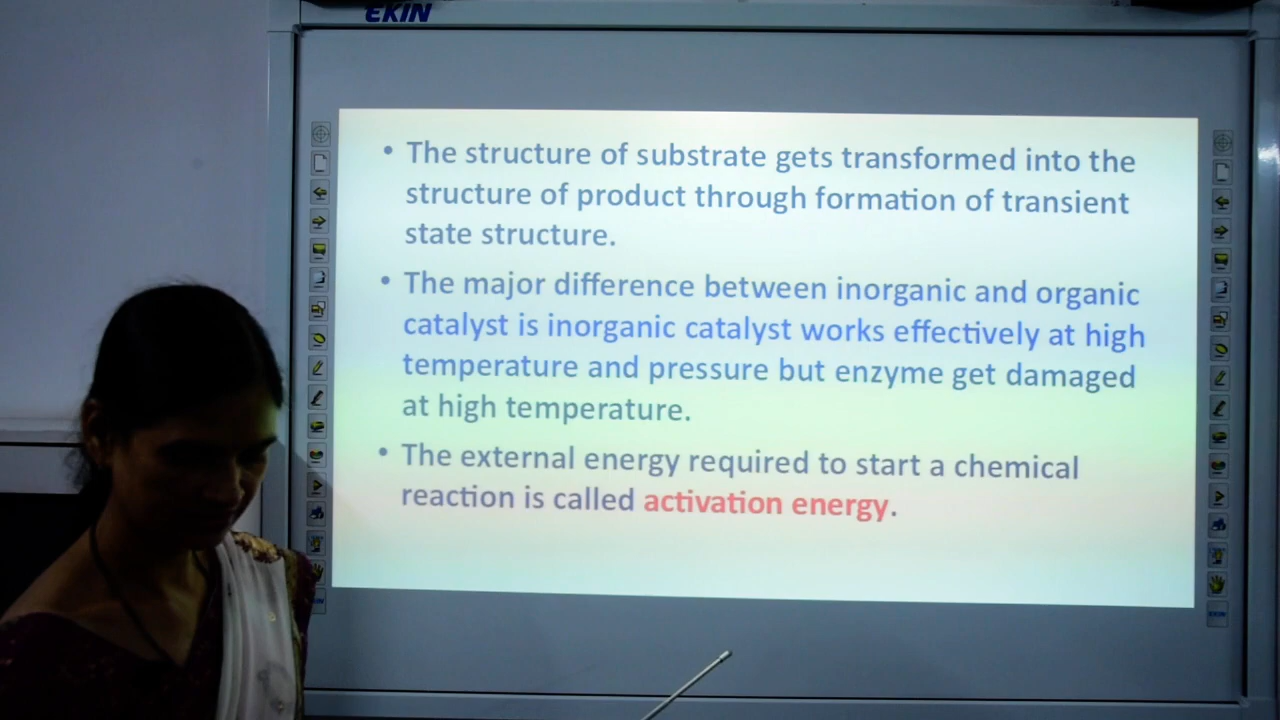 EKIN
• The structure of substrate gets transformed into the
structure of product through formation of transient
state structure.
• The major difference between inorganic and organic
catalyst is inorganic catalyst works effectively at high
temperature and pressure but enzyme get damaged
at high temperature.
• The external energy required to start a chemical
reaction is called activation energy.